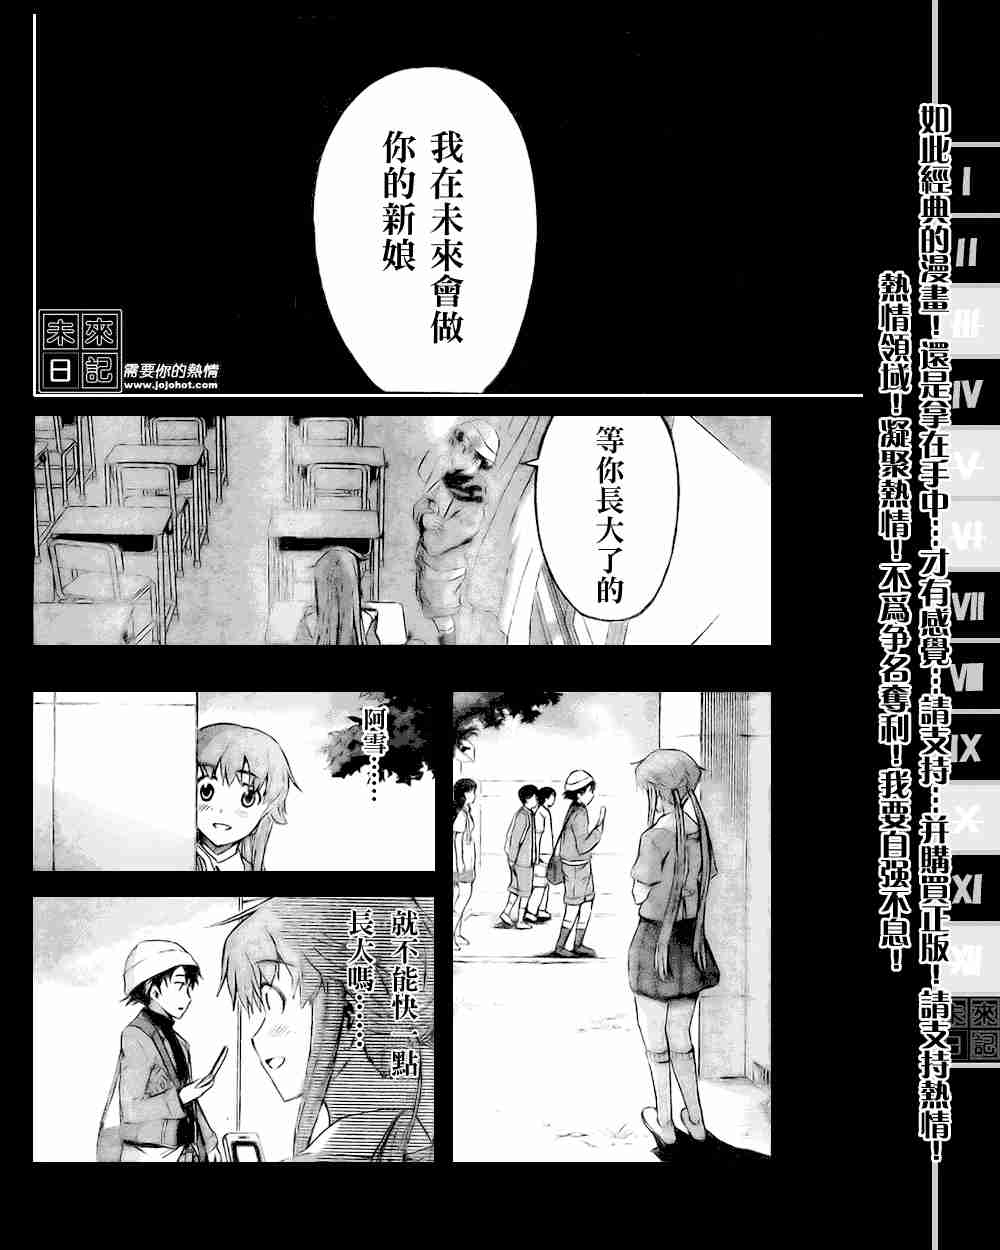 我在未來會做
你的新娘
未來
日記
需要你的熱情
www.jojohot.com
等你長大了的
阿雪……
就不能快一點
長大嗎……
如此經典的漫畫！還是拿在手中…才有感覺…請支持…并購買正版！請支持熱情！
熱情領域！凝聚熱情！不爲争名奪利！我要自强不息！
I
II
III
IV
V
VI
VII
VIII
IX
X
XI
XII
未來
日記